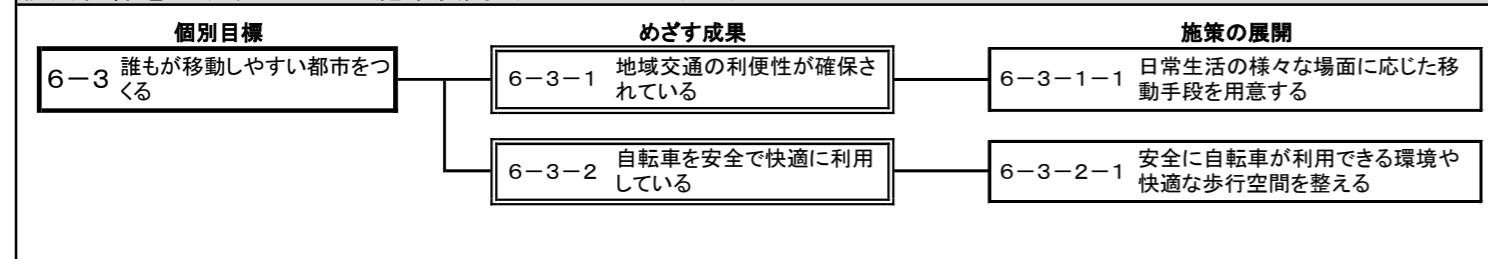 個別目標
めざす成果
施策の展開
6-3 誰もが移動しやすい都市をつ
くる
6-3-1 地域交通の利便性が確保さ
れている
6-3-1-1 日常生活の様々な場面に応じた移
動手段を用意する
6-3-2 自転車を安全で快適に利用
している
6-3-2-1 安全に自転車が利用できる環境や
快適な歩行空間を整える